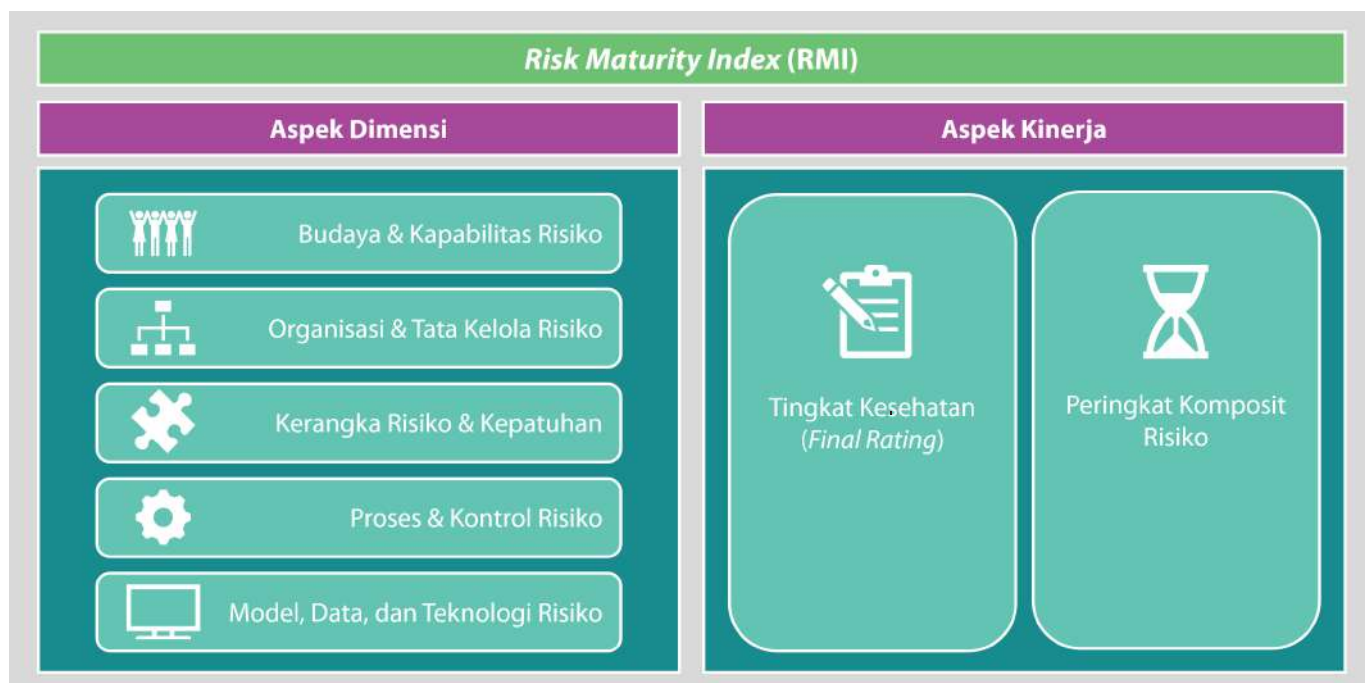 Risk Maturity Index (RMI)
Aspek Dimensi
Budaya & Kapabilitas Risiko
Organisasi & Tata Kelola Risiko
Kerangka Risiko & Kepatuhan
Proses & Kontrol Risiko
Model, Data, dan Teknologi Risiko
Aspek Kinerja
Tingkat Kesehatan
(Final Rating)
Peringkat Komposit
Risiko